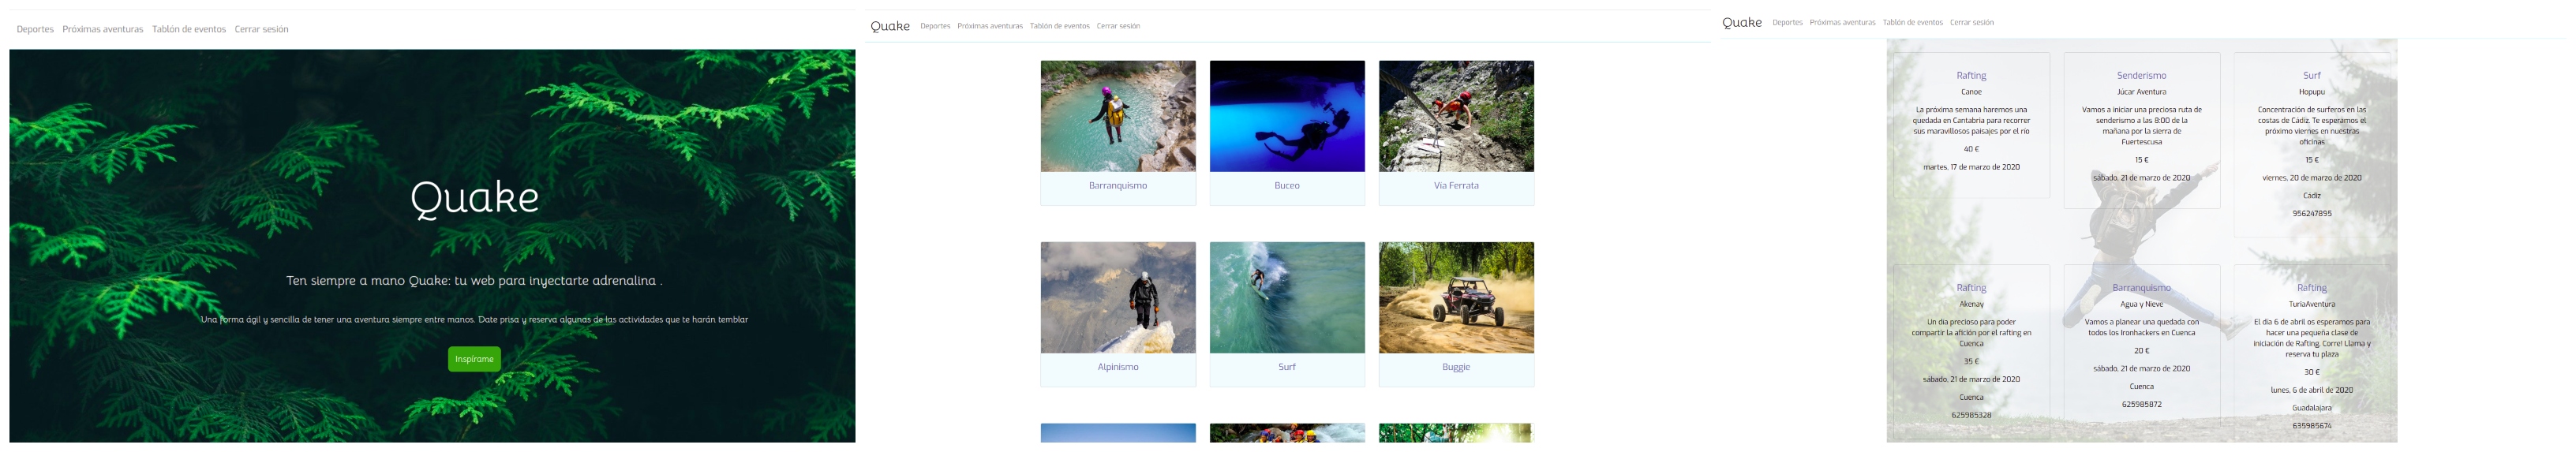 Deportes Próximas aventuras Tablón de eventos Cerrar sesión
Quake
Ten siempre a mano Quake: tu web para inyectarte adrenalina .
Una forma ágil y sencilla de tener una aventura siempre entre manos. Date prisa y reserva algunas de las actividades que te harán temblar
Inspírame
Quake Deportes Próximas aventuras Tablón de eventos Cerrar sesión
Barranquismo
Buceo
Via Ferrata
Alpinismo
Surf
Buggie
Quake Deportes Próximas aventuras Tablón de eventos Cerrar sesión
Rafting
Canoe
La próxima semana haremos una
quedada en Cantabria para recorrer
sus maravillosos paisajes por el río
40 €
martes, 17 de marzo de 2020
Senderismo
Júcar Aventura
Vamos a iniciar una preciosa ruta de
senderismo a las 8:00 de la
mañana por la sierra de
Fuertescusa
15 €
sábado, 21 de marzo de 2020
Surf
Hopupu
Concentración de surferos en las
costas de Cádiz. Te esperamos el
próximo viernes en nuestras
oficinas
15 €
viernes, 20 de marzo de 2020
Cádiz
956247895
Rafting
Akenay
Un día precioso para poder
compartir la afición por el rafting en
Cuenca
35 €
sábado, 21 de marzo de 2020
Cuenca
625985328
Barranquismo
Agua y Nieve
Vamos a planear una quedada con
todos los Ironhackers en Cuenca
20 €
sábado, 21 de marzo de 2020
Cuenca
625985872
Rafting
TuriaAventura
El día 6 de abril os esperamos para
hacer una pequeña clase de
iniciación de Rafting. Corre! Llama y
reserva tu plaza
30 €
lunes, 6 de abril de 2020
Guadalajara
635985674